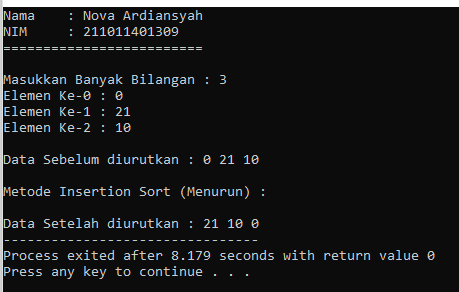 Nama    : Nova Ardiansyah
NIM     : 211011401309
=========================
Masukkan Banyak Bilangan : 3
Elemen Ke-0 : 0
Elemen Ke-1 : 21
Elemen Ke-2 : 10
Data Sebelum diurutkan : 0 21 10
Metode Insertion Sort (Menurun) :
Data Setelah diurutkan : 21 10 0
--------------------------------
Process exited after 8.179 seconds with return value 0
Press any key to continue . . .